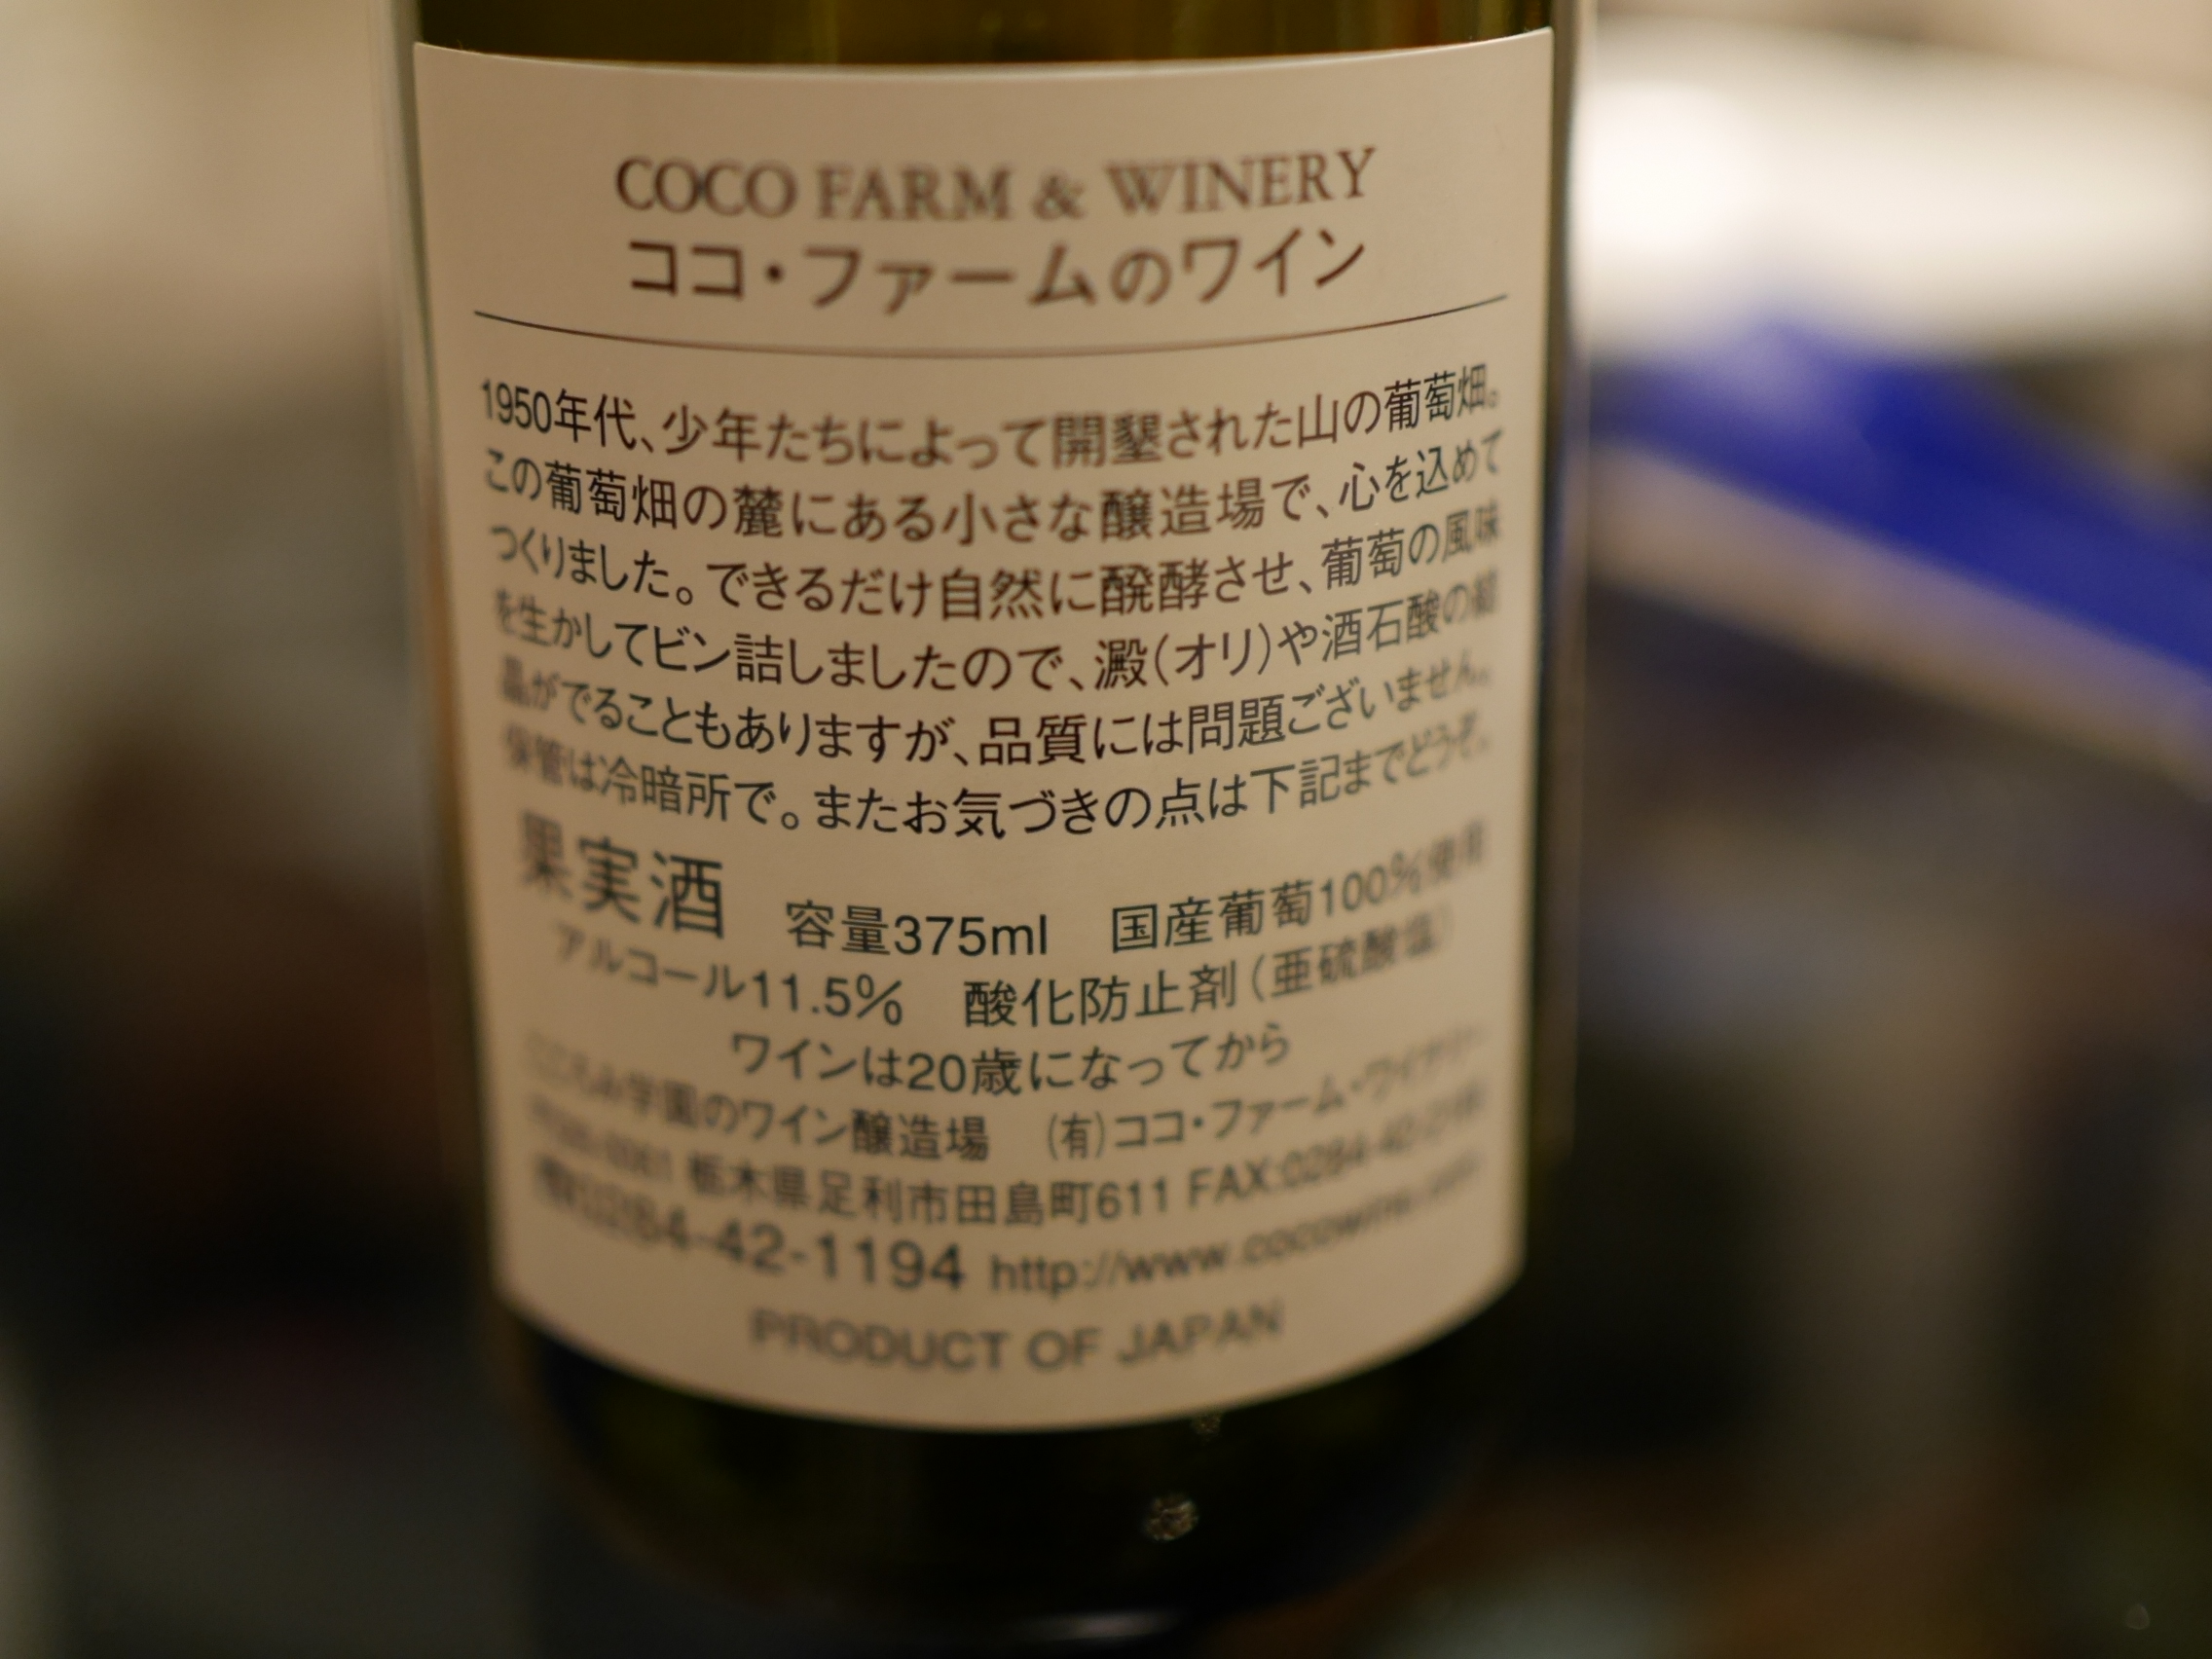 COCO FARM & WINERY
ココ・ファームのワイン
1950年代、少年たちによって開墾された山の葡萄畑。
この葡萄畑の麓にある小さな醸造場で、心を込めて
つくりました。できるだけ自然に醗酵させ、葡萄の風味
を生かしてビン詰しましたので、澱(オリ)や酒石酸の結
晶がでることもありますが、品質には問題ございません。
保管は冷暗所で。またお気づきの点は下記までどうぞ。
果実酒 容量375ml 国産葡萄100%使用
アルコール11.5% 酸化防止剤(亜硫酸塩)
ワインは20歳になってから
こころみ学園のワイン醸造場 (有)ココ・ファーム・ワイナリー
栃木県足利市田島町611 FAX:0284-42-
0284-42-1194 http://www.cocowine.com
PRODUCT OF JAPAN